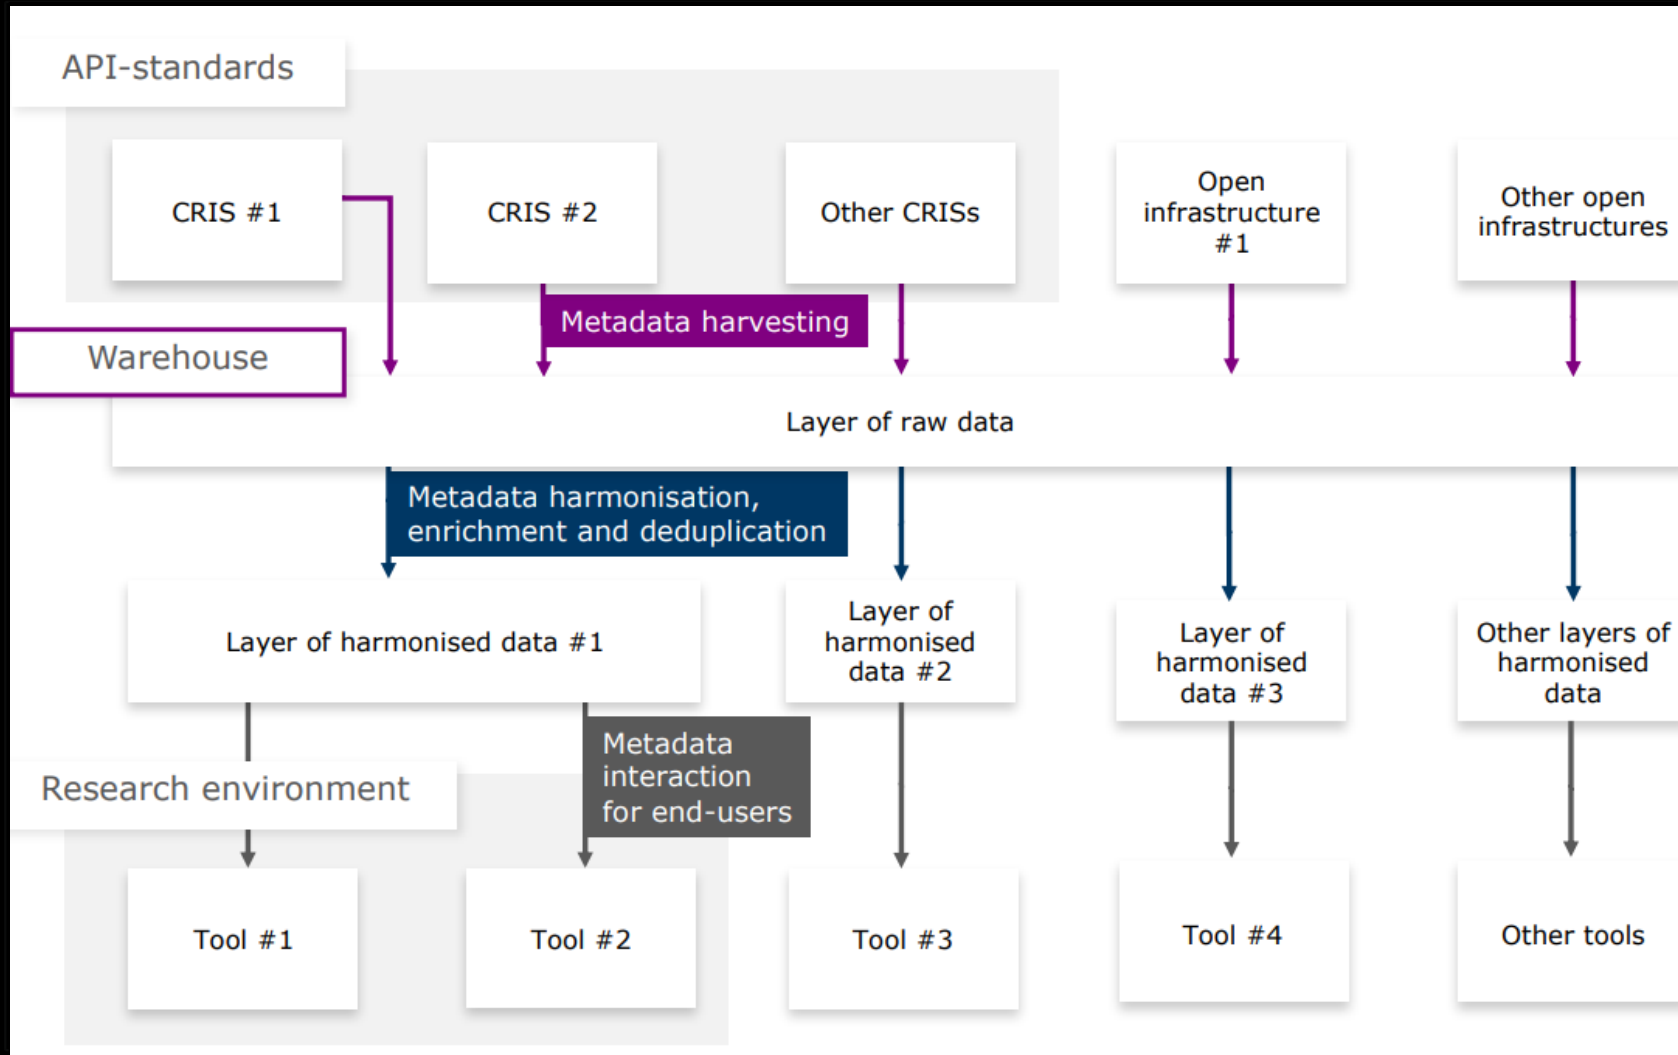 API-standards
CRIS #1
CRIS #2
Other CRISs
Open
infrastructure
#1
Other open
infrastructures
Metadata harvesting
Warehouse
Layer of raw data
Metadata harmonisation,
enrichment and deduplication
Layer of harmonised data #1
Layer of
harmonised
data #2
Layer of
harmonised
data #3
Other layers of
harmonised
data
Metadata
interaction
for end-users
Research environment
Tool #1
Tool #2
Tool #3
Tool #4
Other tools